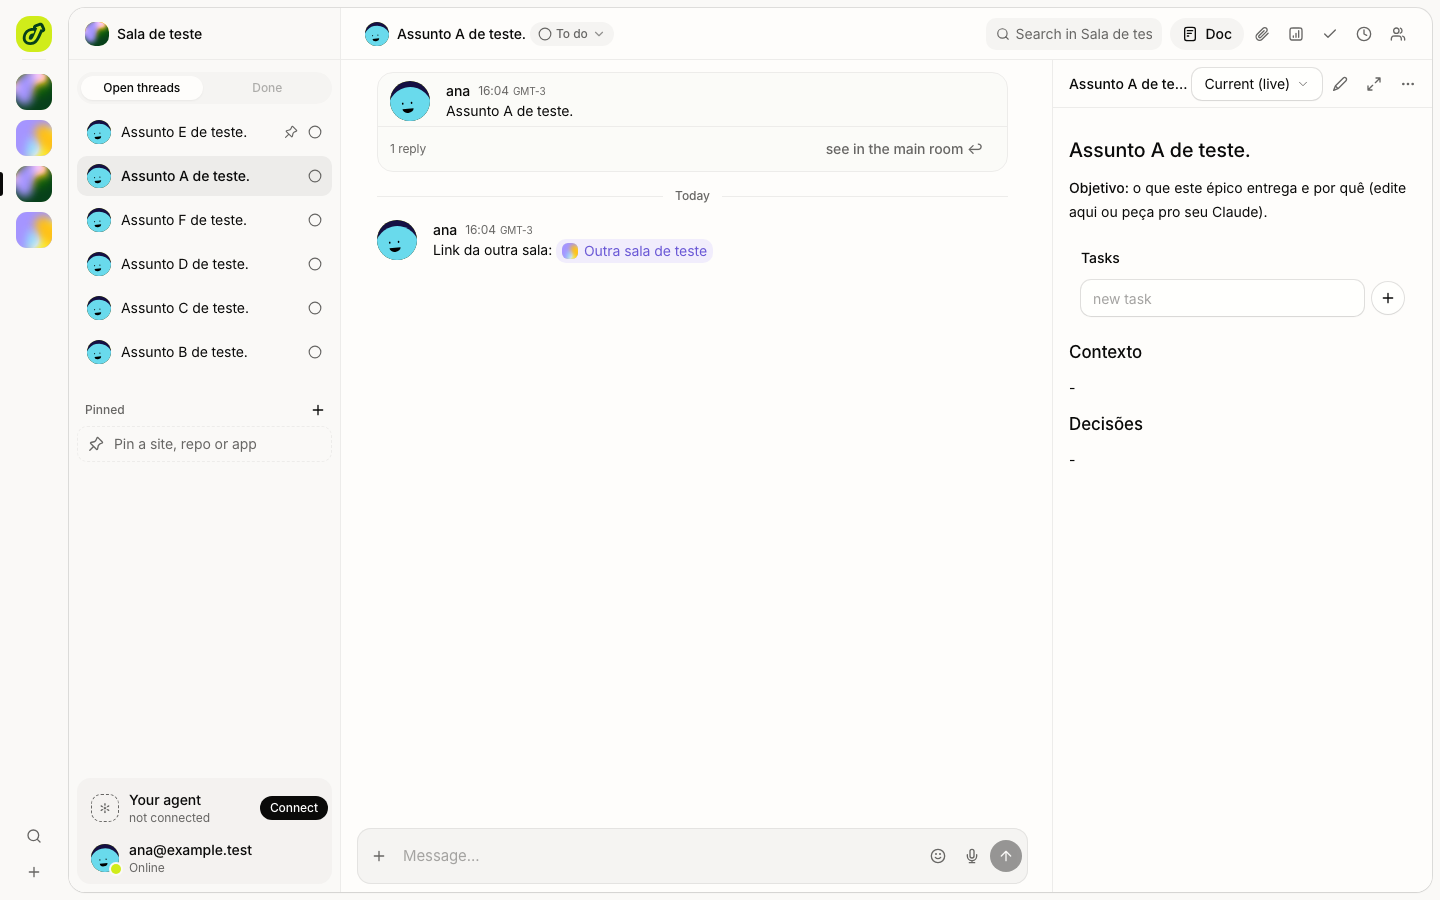 Sala de teste
Open threads
Done
Assunto E de teste.
Assunto A de teste.
Assunto F de teste.
Assunto D de teste.
Assunto C de teste.
Assunto B de teste.
Pinned
Pin a site, repo or app
Your agent
not connected
Connect
ana@example.test
Online
Assunto A de teste.
To do
Search in Sala de tes
Doc
ana 16:04 GMT-3
Assunto A de teste.
1 reply
see in the main room
Today
ana 16:04 GMT-3
Link da outra sala: Outra sala de teste
Message...
Assunto A de te...
Current (live)
Assunto A de teste.
Objetivo: o que este épico entrega e por quê (edite
aqui ou peça pro seu Claude).
Tasks
new task
Contexto
-
Decisões
-